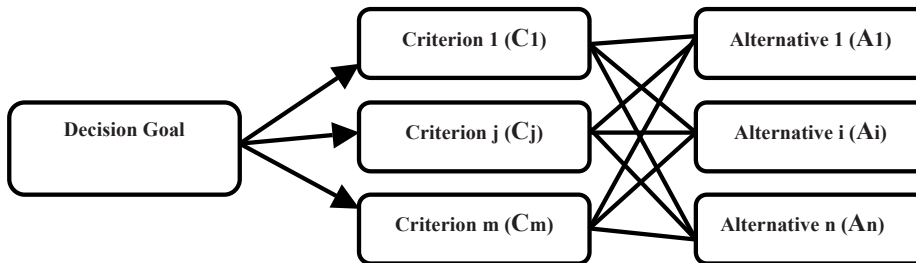 Decision Goal
Criterion 1 (C1)
Criterion j (Cj)
Criterion m (Cm)
Alternative 1 (A1)
Alternative i (Ai)
Alternative n (An)